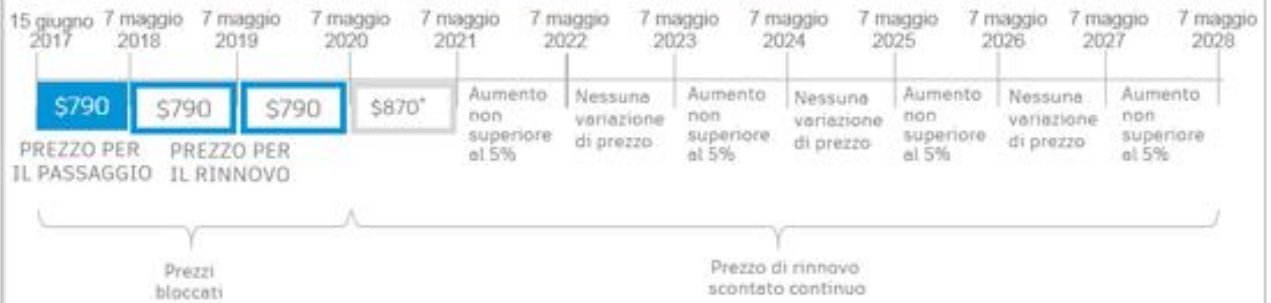 15 giugno 7 maggio 7 maggio 7 maggio 7 maggio 7 maggio 7 maggio 7 maggio 7 maggio 7 maggio 7 maggio 7 maggio
2017 2018 2019 2020 2021 2022 2023 2024 2025 2026 2027 2028
$790 $790 $790 $870*
Aumento
non
superiore
al 5%
Nessuna
variazione
di prezzo
Aumento
non
superiore
al 5%
Nessuna
variazione
di prezzo
Aumento
non
superiore
al 5%
Nessuna
variazione
di prezzo
Aumento
non
superiore
al 5%
PREZZO PER
IL PASSAGGIO
PREZZO PER
IL RINNOVO
Prezzi
bloccati
Prezzo di rinnovo
scontato continuo